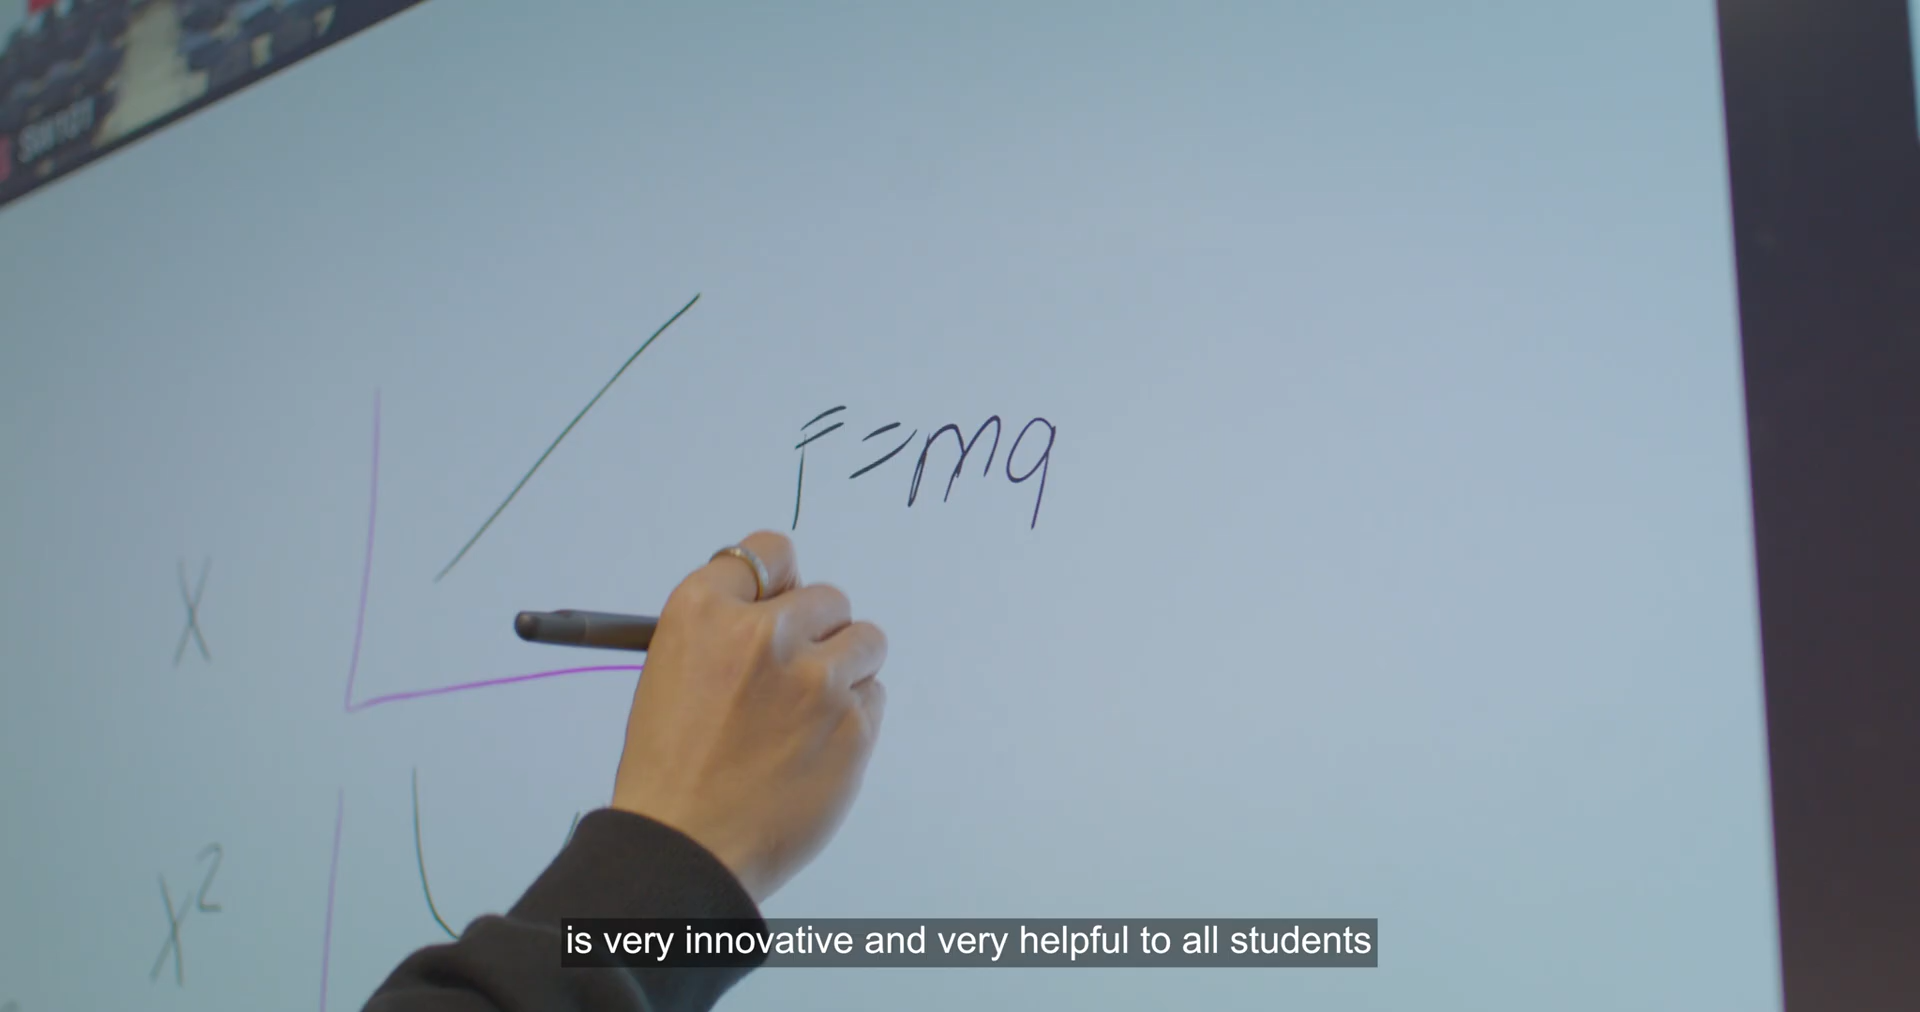 F=ma
X
X²
is very innovative and very helpful to all students